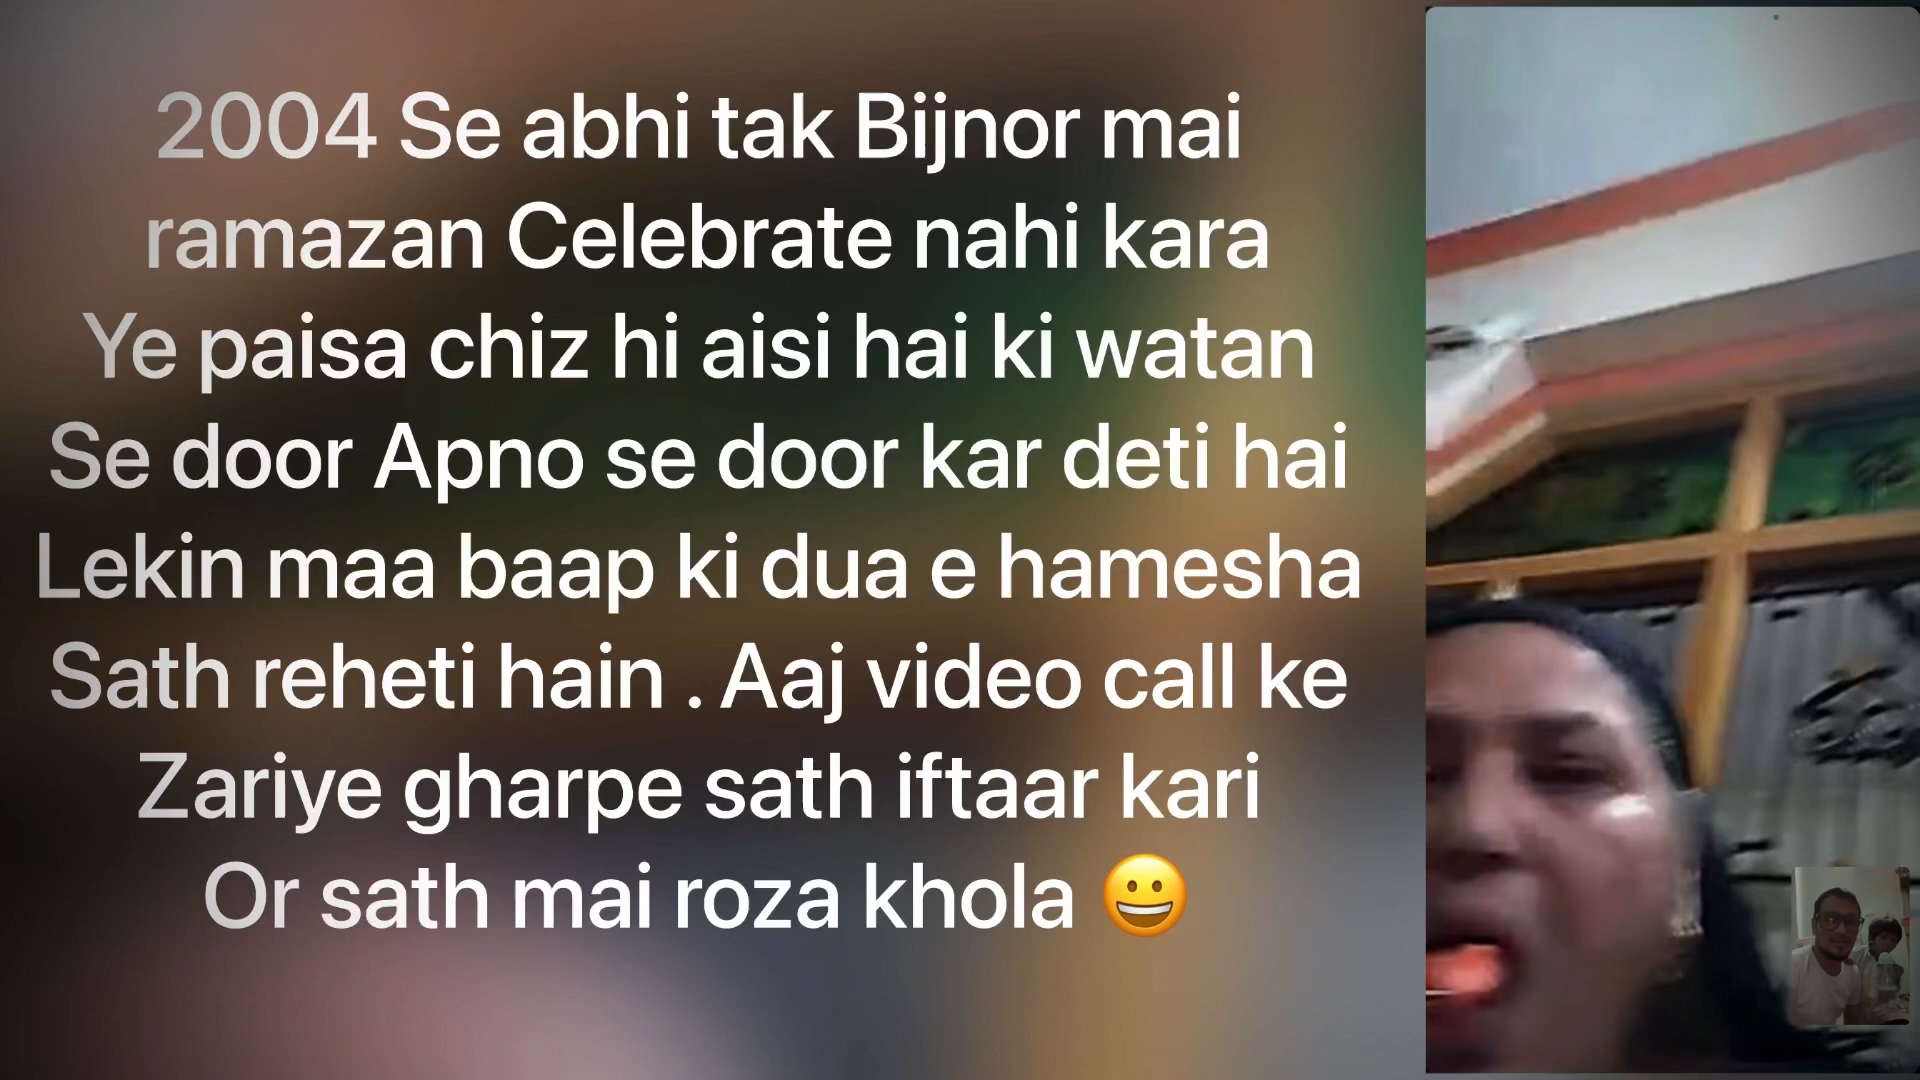 2004 Se abhi tak Bijnor mai
ramazan Celebrate nahi kara
Ye paisa chiz hi aisi hai ki watan
Se door Apno se door kar deti hai
Lekin maa baap ki dua e hamesha
Sath reheti hain . Aaj video call ke
Zariye gharpe sath iftaar kari
Or sath mai roza khola 😀